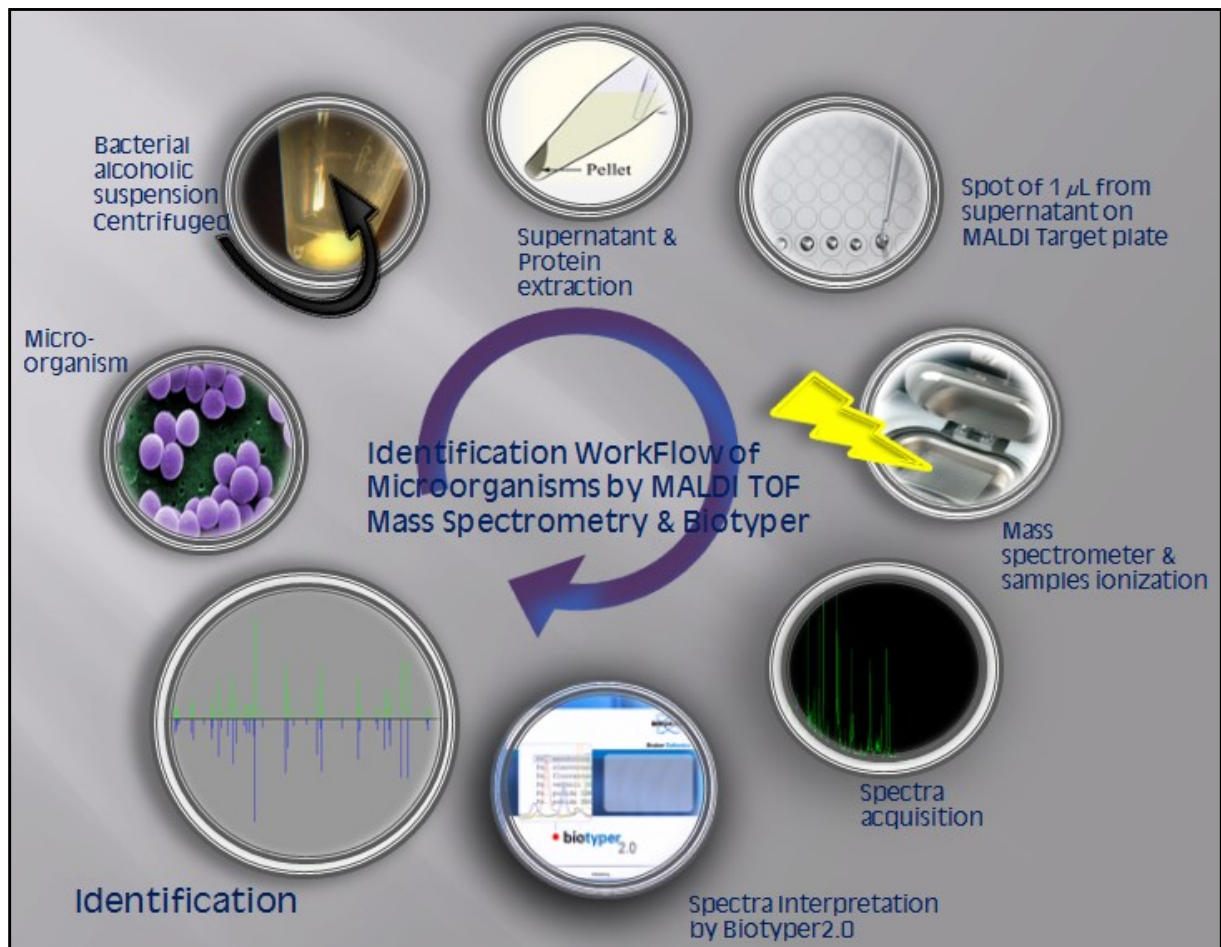 Identification WorkFlow of
Microorganisms by MALDI TOF
Mass Spectrometry & Biotyper
Micro-
organism
Bacterial
alcoholic
suspension
Centrifuged
Pellet
Supernatant &
Protein
extraction
Spot of 1 µL from
supernatant on
MALDI Target plate
Mass
spectrometer &
samples ionization
Spectra
acquisition
biotyper
2.0
Spectra Interpretation
by Biotyper2.0
Identification